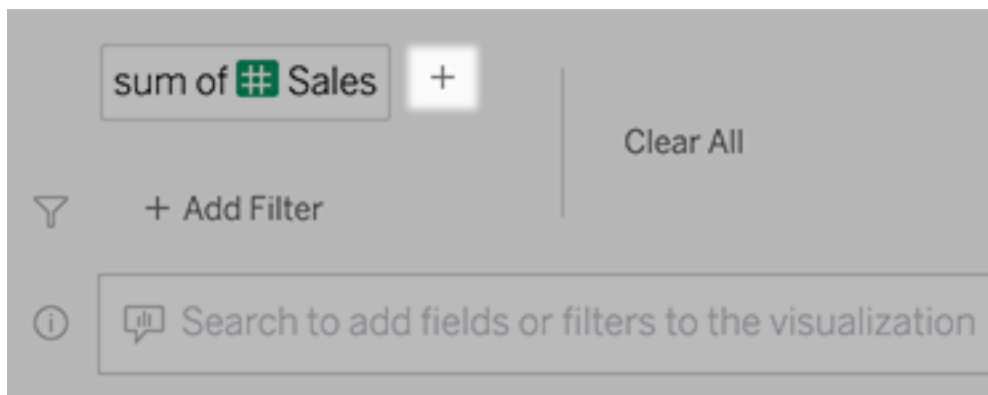 sum of # Sales +
Clear All
+ Add Filter
Search to add fields or filters to the visualization